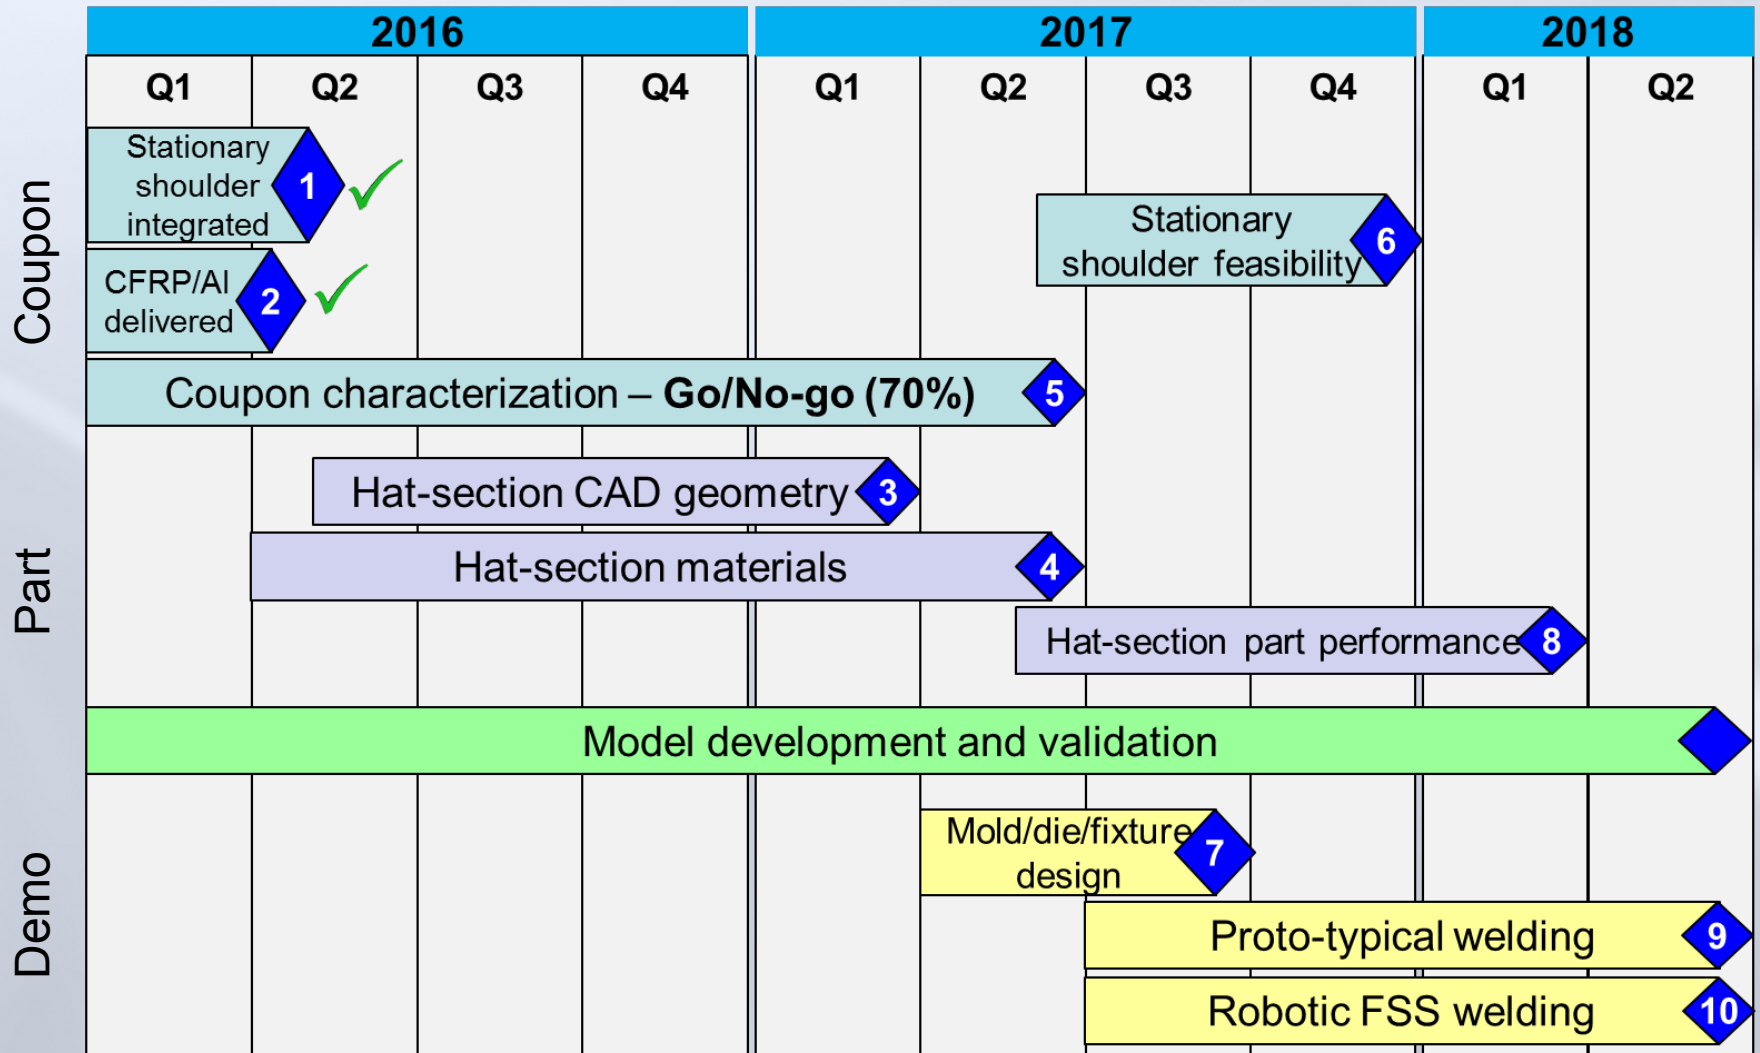 2016
2017
2018
Q1
Q2
Q3
Q4
Q1
Q2
Q3
Q4
Q1
Q2
Coupon
Stationary
shoulder
integrated
1
CFRP/Al
delivered
2
Stationary
shoulder feasibility
6
Coupon characterization – Go/No-go (70%)
5
Part
Hat-section CAD geometry
3
Hat-section materials
4
Hat-section part performance
8
Model development and validation
Demo
Mold/die/fixture
design
7
Proto-typical welding
9
Robotic FSS welding
10